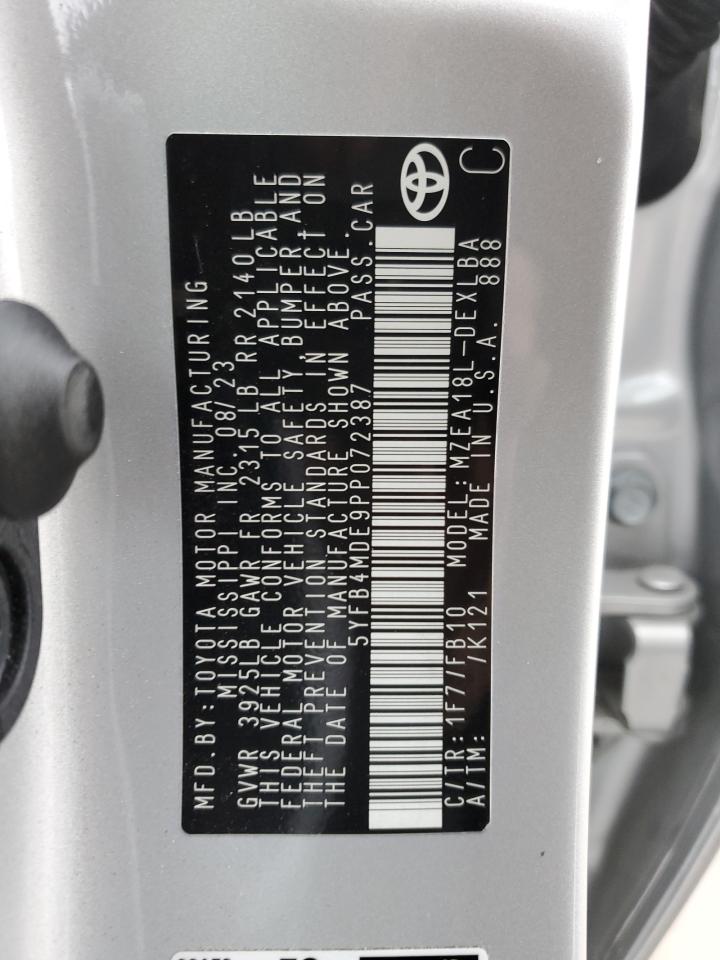 MFD.BY:TOYOTA MOTOR MANUFACTURING
MISSISSIPPI INC. 08/23
GVWR 3925LB GAWR FR 2315 LB RR 2140LB
THIS VEHICLE CONFORMS TO ALL APPLICABLE
FEDERAL MOTOR VEHICLE SAFETY, BUMPER, AND
THEFT PREVENTION STANDARDS IN EFFECT ON
THE DATE OF MANUFACTURE SHOWN ABOVE.
5YFB4MDE9PP072387 PASS.CAR
C/TR:1F7/FB10 MODEL:MZEA18L-DEXLBA
A/TM: /K121 MADE IN U.S.A. 888
C